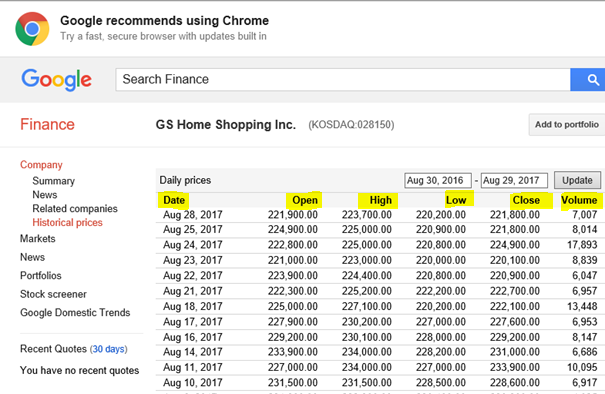 Google recommends using Chrome
Try a fast, secure browser with updates built in
Google
Search Finance
Finance
GS Home Shopping Inc. (KOSDAQ:028150)
Add to portfolio
Company
Summary
News
Related companies
Historical prices
Markets
News
Portfolios
Stock screener
Google Domestic Trends
Recent Quotes (30 days)
You have no recent quotes
Daily prices
Aug 30, 2016 - Aug 29, 2017 Update
Date Open High Low Close Volume
Aug 28, 2017 221,900.00 223,700.00 220,200.00 221,800.00 7,007
Aug 25, 2017 224,900.00 225,000.00 220,900.00 221,800.00 8,014
Aug 24, 2017 222,800.00 225,000.00 220,800.00 224,900.00 17,893
Aug 23, 2017 221,000.00 223,000.00 220,000.00 220,100.00 8,839
Aug 22, 2017 223,900.00 224,400.00 220,800.00 220,900.00 6,047
Aug 21, 2017 222,300.00 225,300.00 222,200.00 222,700.00 6,957
Aug 18, 2017 225,000.00 227,100.00 220,200.00 222,100.00 13,448
Aug 17, 2017 227,900.00 230,200.00 227,000.00 227,600.00 6,953
Aug 16, 2017 229,200.00 230,100.00 228,000.00 229,200.00 8,147
Aug 14, 2017 233,900.00 234,000.00 228,200.00 231,000.00 6,686
Aug 11, 2017 227,000.00 234,000.00 227,000.00 233,900.00 10,095
Aug 10, 2017 231,500.00 231,500.00 228,500.00 228,600.00 6,917